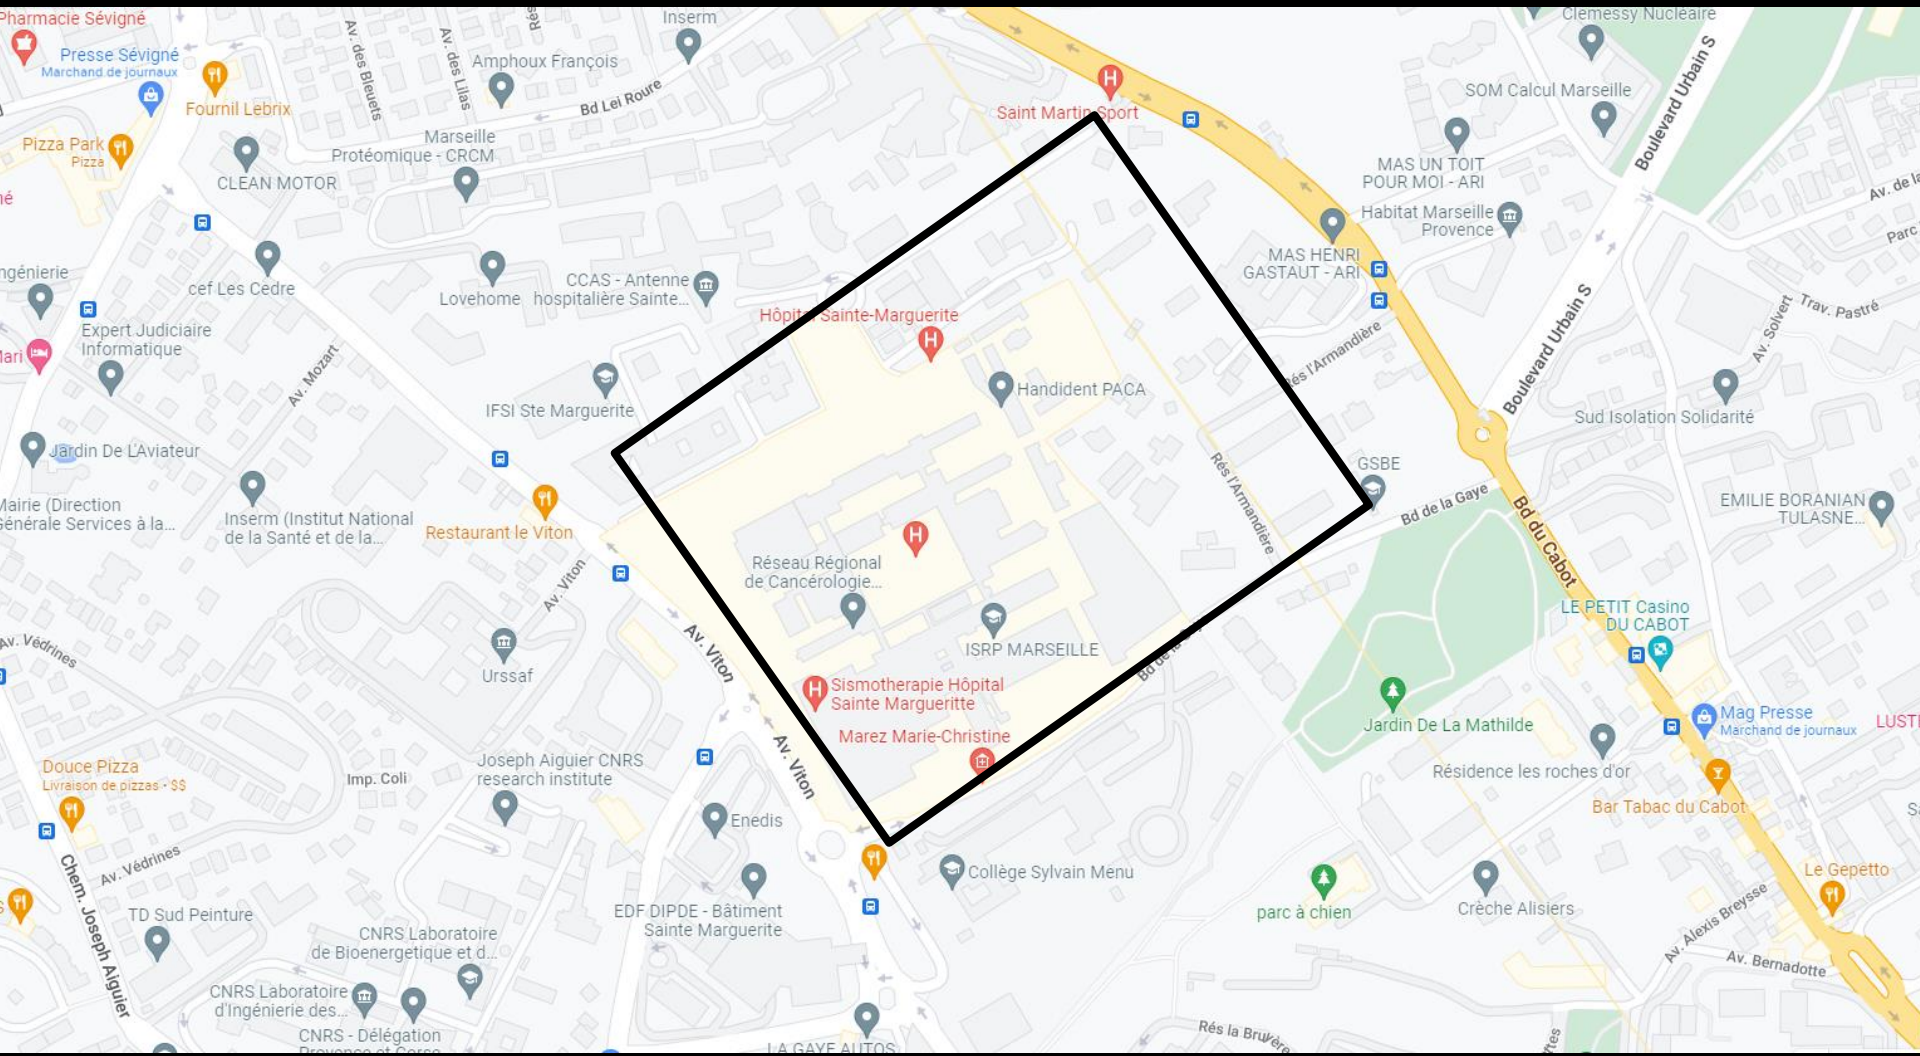 Pharmacie Sévigné
Presse Sévigné
Marchand de journaux
Fournil Lebrix
Pizza Park
Pizza
CLEAN MOTOR
Av. des Bleuets
Av. des Lilas
Amphoux François
Inserm
Bd Lei Roure
Marseille
Protéomique - CRCM
Saint Martin Sport
Clemessy Nucléaire
SOM Calcul Marseille
Boulevard Urbain S
MAS UN TOIT
POUR MOI - ARI
Habitat Marseille
Provence
MAS HENRI
GASTAUT - ARI
Av. de la
Parc
Trav. Pastré
Av. Solvert
Boulevard Urbain S
cef Les Cèdre
Lovehome
CCAS - Antenne
hospitalière Sainte...
Hôpital Sainte-Marguerite
Expert Judiciaire
Informatique
Av. Mozart
IFSI Ste Marguerite
Handident PACA
Rés l'Armandière
Sud Isolation Solidarité
Jardin De L'Aviateur
Inserm (Institut National
de la Santé et de la...
Restaurant le Viton
Mairie (Direction
Générale Services à la...
Rés l'Armandière
GSBE
Bd de la Gaye
Bd du Cabot
EMILIE BORANIAN
TULASNE...
Réseau Régional
de Cancérologie...
ISRP MARSEILLE
Av. Viton
Av. Viton
Urssaf
Av. Védrines
LE PETIT Casino
DU CABOT
Sismotherapie Hôpital
Sainte Margueritte
Marez Marie-Christine
Jardin De La Mathilde
Mag Presse
Marchand de journaux
Résidence les roches d'or
Bar Tabac du Cabot
Douce Pizza
Livraison de pizzas · $$
Imp. Coli
Joseph Aiguier CNRS
research institute
Av. Viton
Enedis
Av. Védrines
Chem. Joseph Aiguier
TD Sud Peinture
EDF DIPDE - Bâtiment
Sainte Marguerite
Collège Sylvain Menu
parc à chien
Crèche Alisiers
Le Gepetto
Av. Alexis Breysse
Av. Bernadotte
CNRS Laboratoire
de Bioenergetique et d...
CNRS Laboratoire
d'Ingénierie des...
CNRS - Délégation
Provence et Corse
LA GAYE AUTOS
Rés la Bruyère